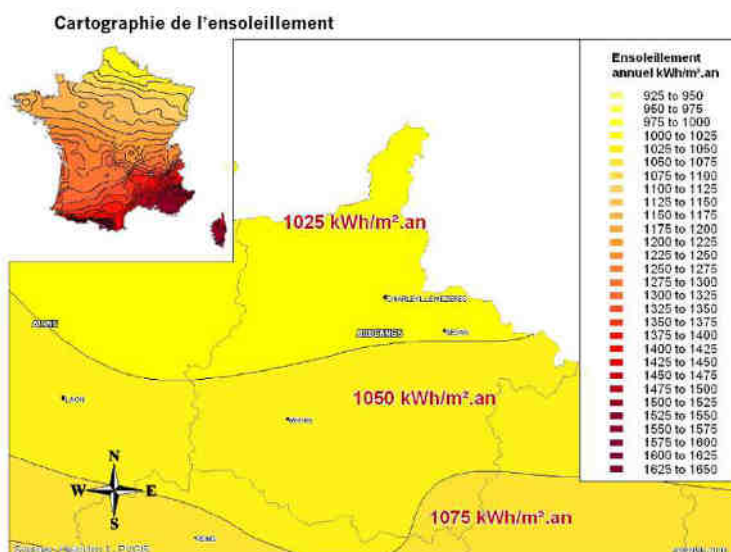 Cartographie de l'ensoleillement
Ensoleillement
annuel kWh/m².an
925 to 950
950 to 975
975 to 1000
1000 to 1025
1025 to 1050
1050 to 1075
1075 to 1100
1100 to 1125
1125 to 1150
1150 to 1175
1175 to 1200
1200 to 1225
1225 to 1250
1250 to 1275
1275 to 1300
1300 to 1325
1325 to 1350
1350 to 1375
1375 to 1400
1400 to 1425
1425 to 1450
1450 to 1475
1475 to 1500
1500 to 1525
1525 to 1550
1550 to 1575
1575 to 1600
1600 to 1625
1625 to 1650
1025 kWh/m².an
CHARLEVILLE-MEZIERES
AISNE
ARDENNES
SEDAN
1050 kWh/m².an
LAON
N
W E
S
1075 kWh/m².an